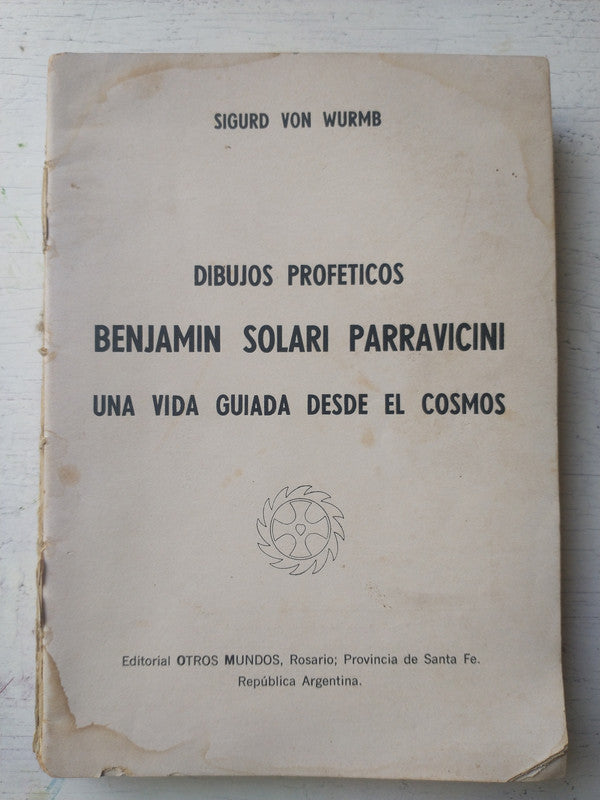 SIGURD VON WURMB
DIBUJOS PROFETICOS
BENJAMIN SOLARI PARRAVICINI
UNA VIDA GUIADA DESDE EL COSMOS
Editorial OTROS MUNDOS, Rosario; Provincia de Santa Fe.
República Argentina.